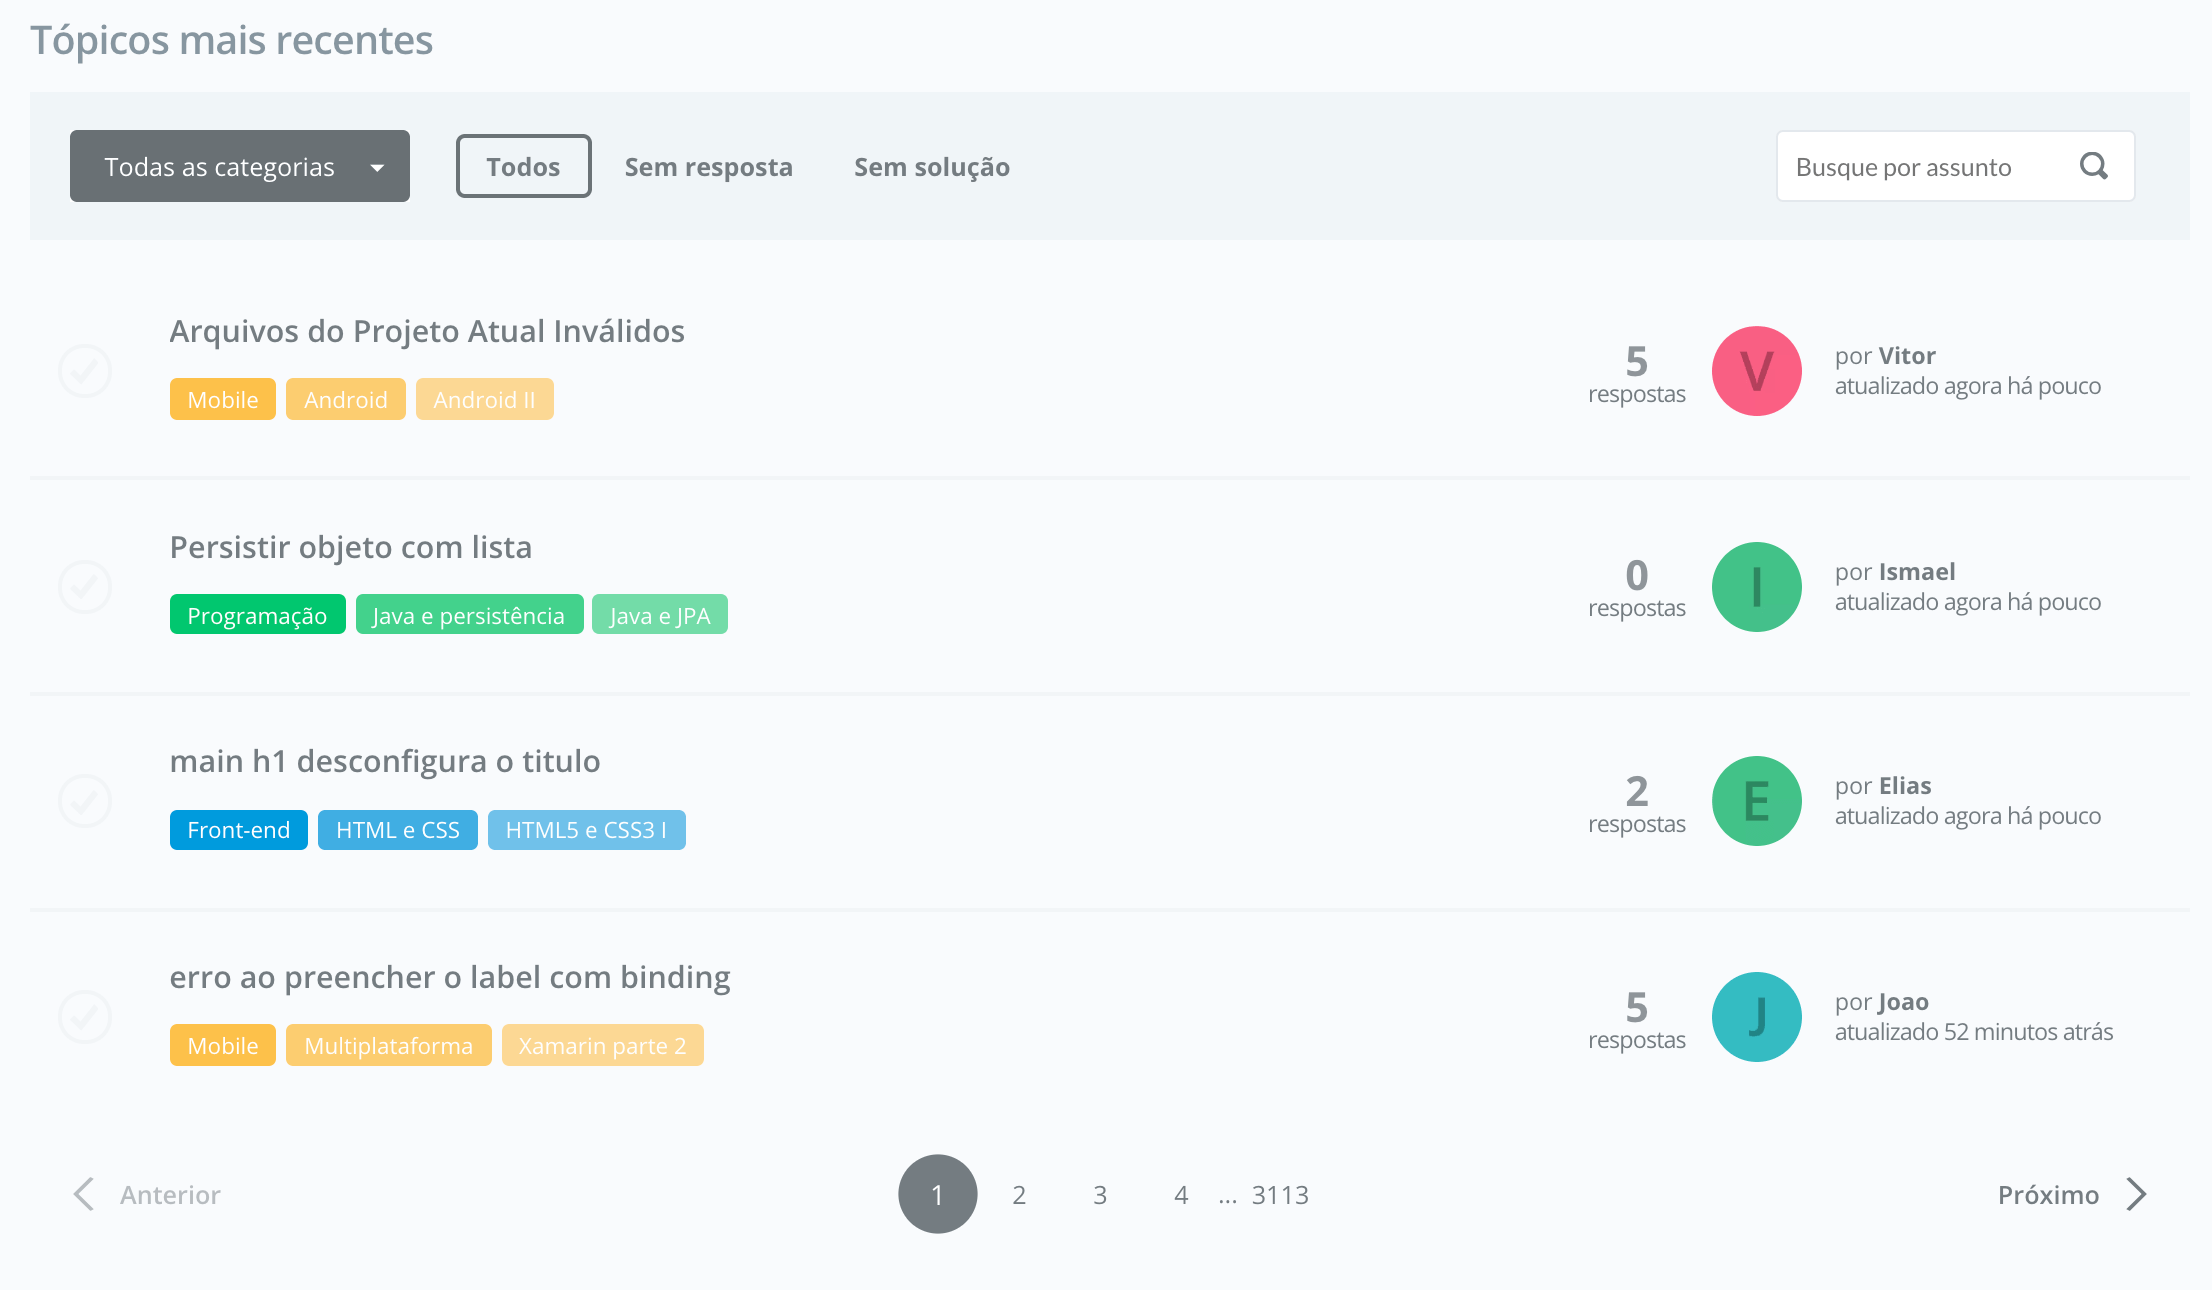 Tópicos mais recentes
Todas as categorias Todos Sem resposta Sem solução Busque por assunto
Arquivos do Projeto Atual Inválidos
Mobile Android Android II
5
respostas
V
por Vitor
atualizado agora há pouco
Persistir objeto com lista
Programação Java e persistência Java e JPA
0
respostas
I
por Ismael
atualizado agora há pouco
main h1 desconfigura o titulo
Front-end HTML e CSS HTML5 e CSS3 I
2
respostas
E
por Elias
atualizado agora há pouco
erro ao preencher o label com binding
Mobile Multiplataforma Xamarin parte 2
5
respostas
J
por Joao
atualizado 52 minutos atrás
Anterior 1 2 3 4 ... 3113 Próximo